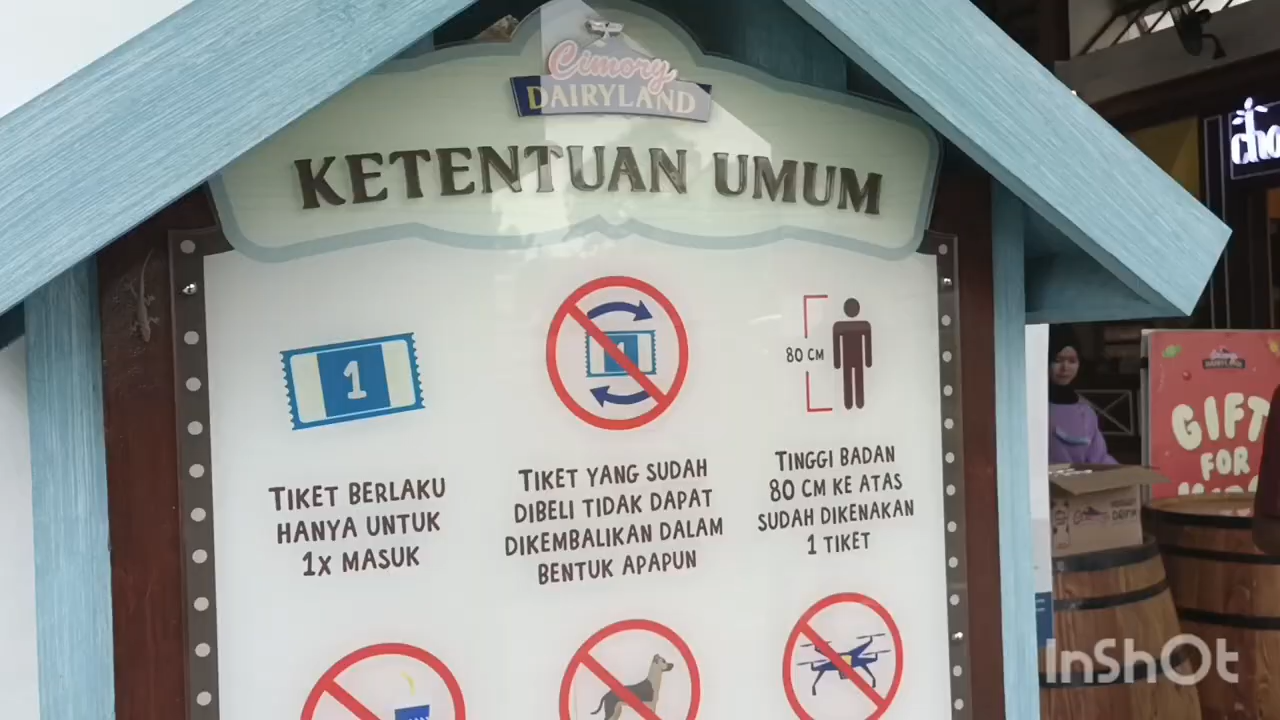 Cimory
DAIRYLAND
KETENTUAN UMUM
1
80 CM
TIKET BERLAKU
HANYA UNTUK
1x MASUK
TIKET YANG SUDAH
DIBELI TIDAK DAPAT
DIKEMBALIKAN DALAM
BENTUK APAPUN
TINGGI BADAN
80 CM KE ATAS
SUDAH DIKENAKAN
1 TIKET
cho
GIFT
FOR
InShOt